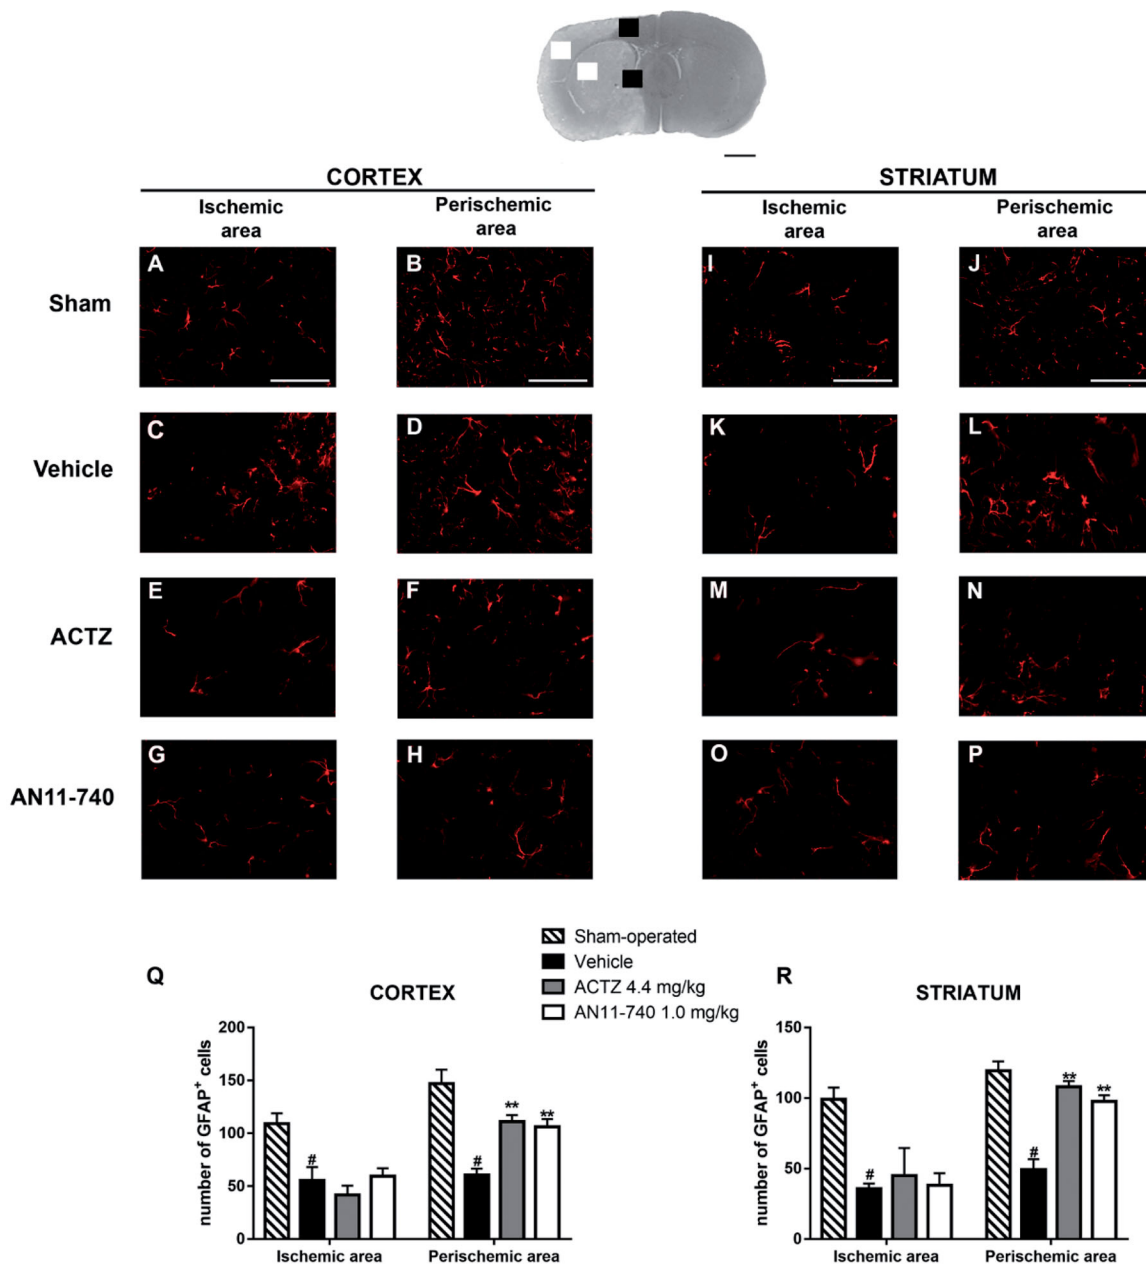 CORTEX
STRIATUM
Ischemic area
Perischemic area
Ischemic area
Perischemic area
Sham
A
B
I
J
Vehicle
C
D
K
L
ACTZ
E
F
M
N
AN11-740
G
H
O
P
Sham-operated
Vehicle
ACTZ 4.4 mg/kg
AN11-740 1.0 mg/kg
Q
CORTEX
number of GFAP⁺ cells
200
150
100
50
0
#
#
**
**
Ischemic area
Perischemic area
R
STRIATUM
number of GFAP⁺ cells
150
100
50
0
#
#
**
**
Ischemic area
Perischemic area